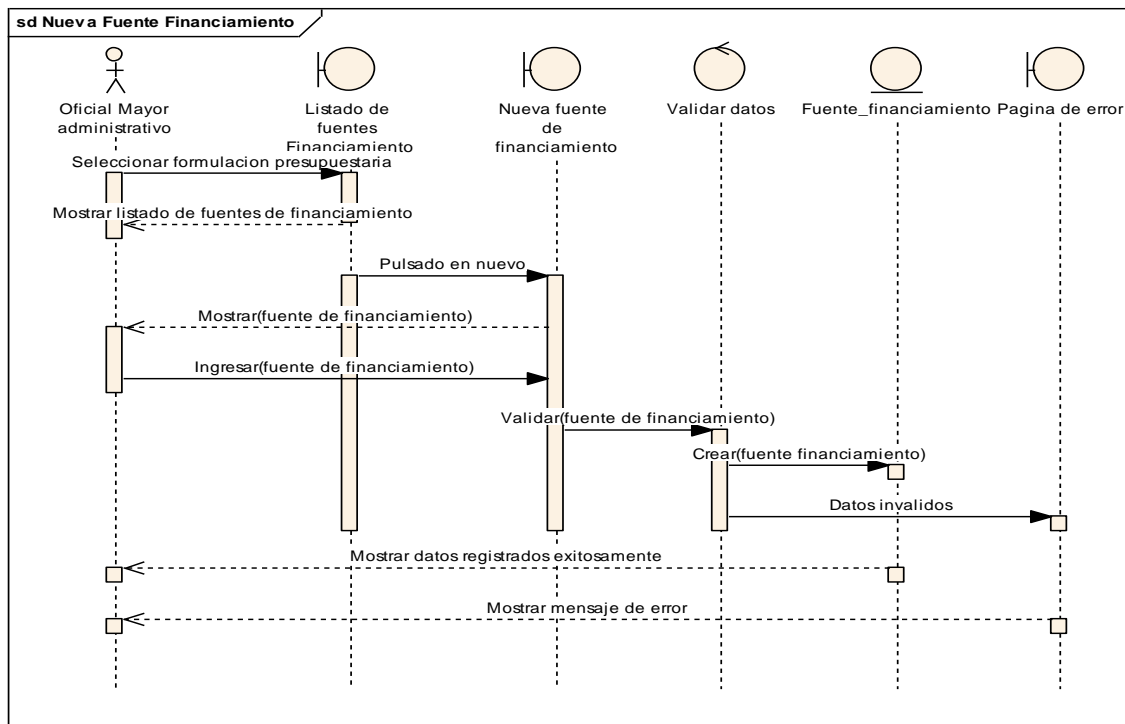 sd Nueva Fuente Financiamiento
Oficial Mayor
administrativo
Listado de
fuentes
Financiamiento
Nueva fuente
de
financiamiento
Validar datos
Fuente_financiamiento
Pagina de error
Seleccionar formulacion presupuestaria
Mostrar listado de fuentes de financiamiento
Pulsado en nuevo
Mostrar(fuente de financiamiento)
Ingresar(fuente de financiamiento)
Validar(fuente de financiamiento)
Crear(fuente financiamiento)
Datos invalidos
Mostrar datos registrados exitosamente
Mostrar mensaje de error